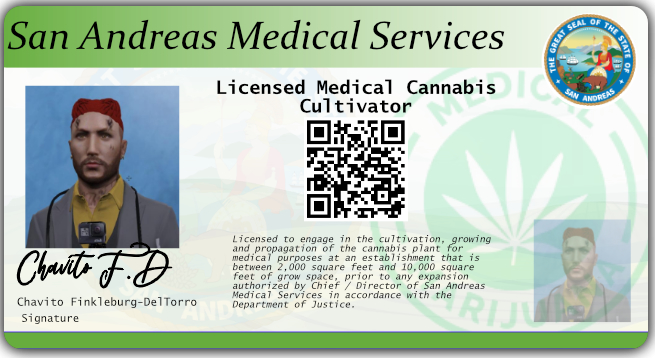 San Andreas Medical Services
THE GREAT SEAL OF THE STATE OF SAN ANDREAS
Licensed Medical Cannabis
Cultivator
MEDICAL
Chavito F.D
Licensed to engage in the cultivation, growing
and propagation of the cannabis plant for
medical purposes at an establishment that is
between 2,000 square feet and 10,000 square
feet of grow space, prior to any expansion
authorized by Chief / Director of San Andreas
Medical Services in accordance with the
Department of Justice.
Chavito Finkleburg-DelTorro
Signature